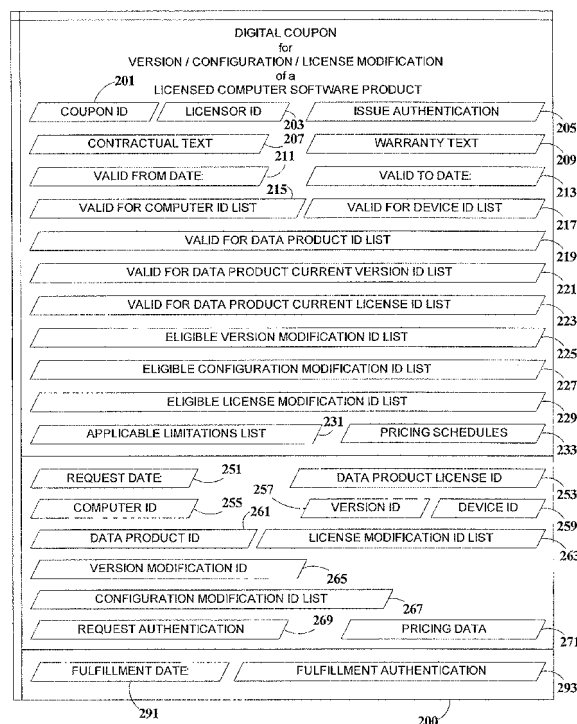 DIGITAL COUPON
for
VERSION / CONFIGURATION / LICENSE MODIFICATION
of a
LICENSED COMPUTER SOFTWARE PRODUCT
201
COUPON ID LICENSOR ID ISSUE AUTHENTICATION
203 205
CONTRACTUAL TEXT 207 WARRANTY TEXT
211 209
VALID FROM DATE: VALID TO DATE:
215 213
VALID FOR COMPUTER ID LIST VALID FOR DEVICE ID LIST
217
VALID FOR DATA PRODUCT ID LIST
219
VALID FOR DATA PRODUCT CURRENT VERSION ID LIST
221
VALID FOR DATA PRODUCT CURRENT LICENSE ID LIST
223
ELIGIBLE VERSION MODIFICATION ID LIST
225
ELIGIBLE CONFIGURATION MODIFICATION ID LIST
227
ELIGIBLE LICENSE MODIFICATION ID LIST
231 229
APPLICABLE LIMITATIONS LIST PRICING SCHEDULES
233
REQUEST DATE: 251 DATA PRODUCT LICENSE ID
257 253
COMPUTER ID 255 VERSION ID DEVICE ID
261 259
DATA PRODUCT ID LICENSE MODIFICATION ID LIST
263
VERSION MODIFICATION ID
265
CONFIGURATION MODIFICATION ID LIST
267
REQUEST AUTHENTICATION 269 PRICING DATA
271
FULFILLMENT DATE: FULFILLMENT AUTHENTICATION
293
291
200